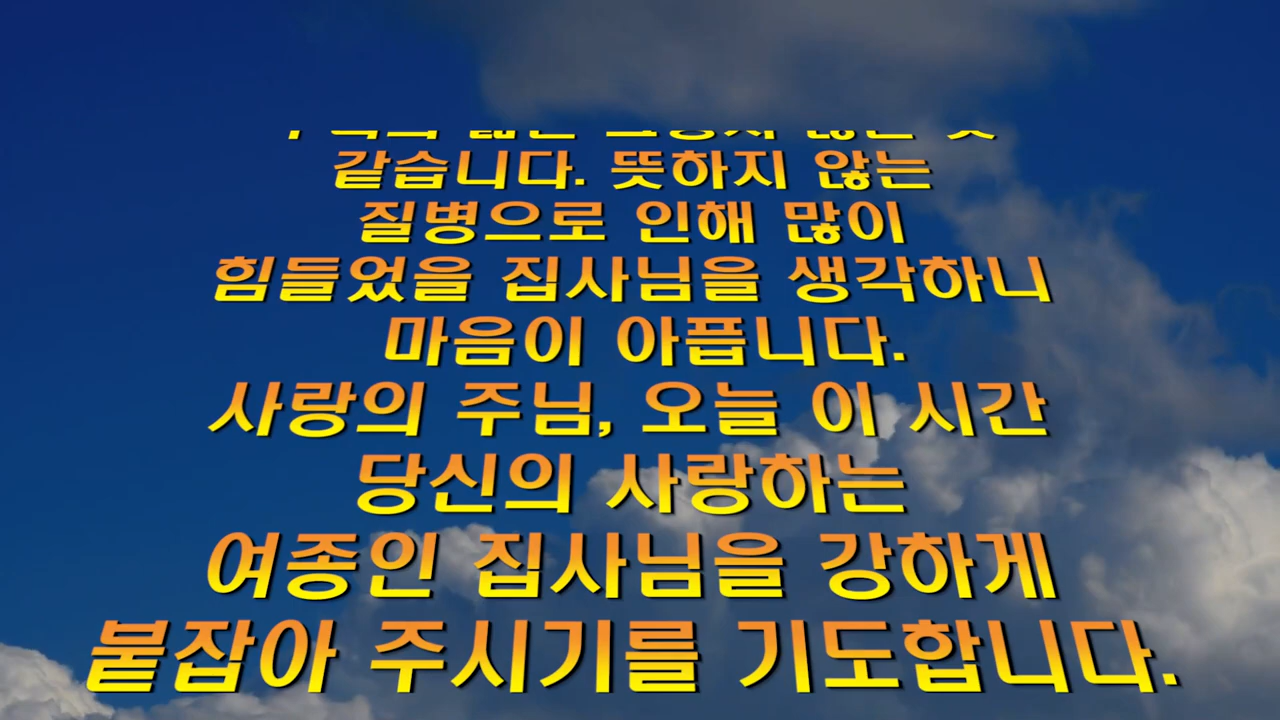 같습니다. 뜻하지 않는
질병으로 인해 많이
힘들었을 집사님을 생각하니
마음이 아픕니다.
사랑의 주님, 오늘 이 시간
당신의 사랑하는
여종인 집사님을 강하게
붙잡아 주시기를 기도합니다.